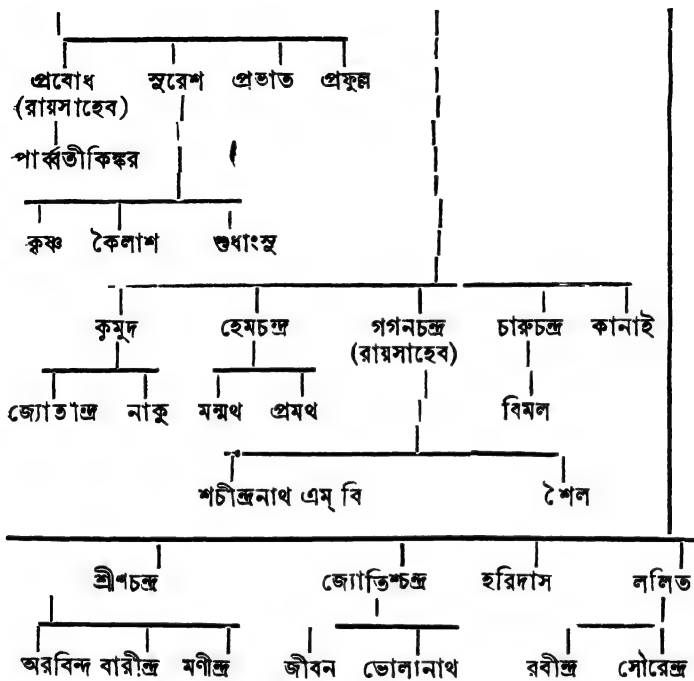 প্রবোধ সুরেশ প্রভাত প্রফুল্ল
(রায়সাহেব)
পার্ব্বতীকিঙ্কর
কৃষ্ণ কৈলাশ শুধাংসু
কুমুদ হেমচন্দ্র গগনচন্দ্র চারুচন্দ্র কানাই
(রায়সাহেব)
জ্যোতীন্দ্র নাকু মন্মথ প্রমথ বিমল
শচীন্দ্রনাথ এম্ বি শৈল
শ্রীশচন্দ্র জ্যোতিশ্চন্দ্র হরিদাস ললিত
অরবিন্দ বারীন্দ্র মণীন্দ্র জীবন ভোলানাথ রবীন্দ্র সৌরেন্দ্র